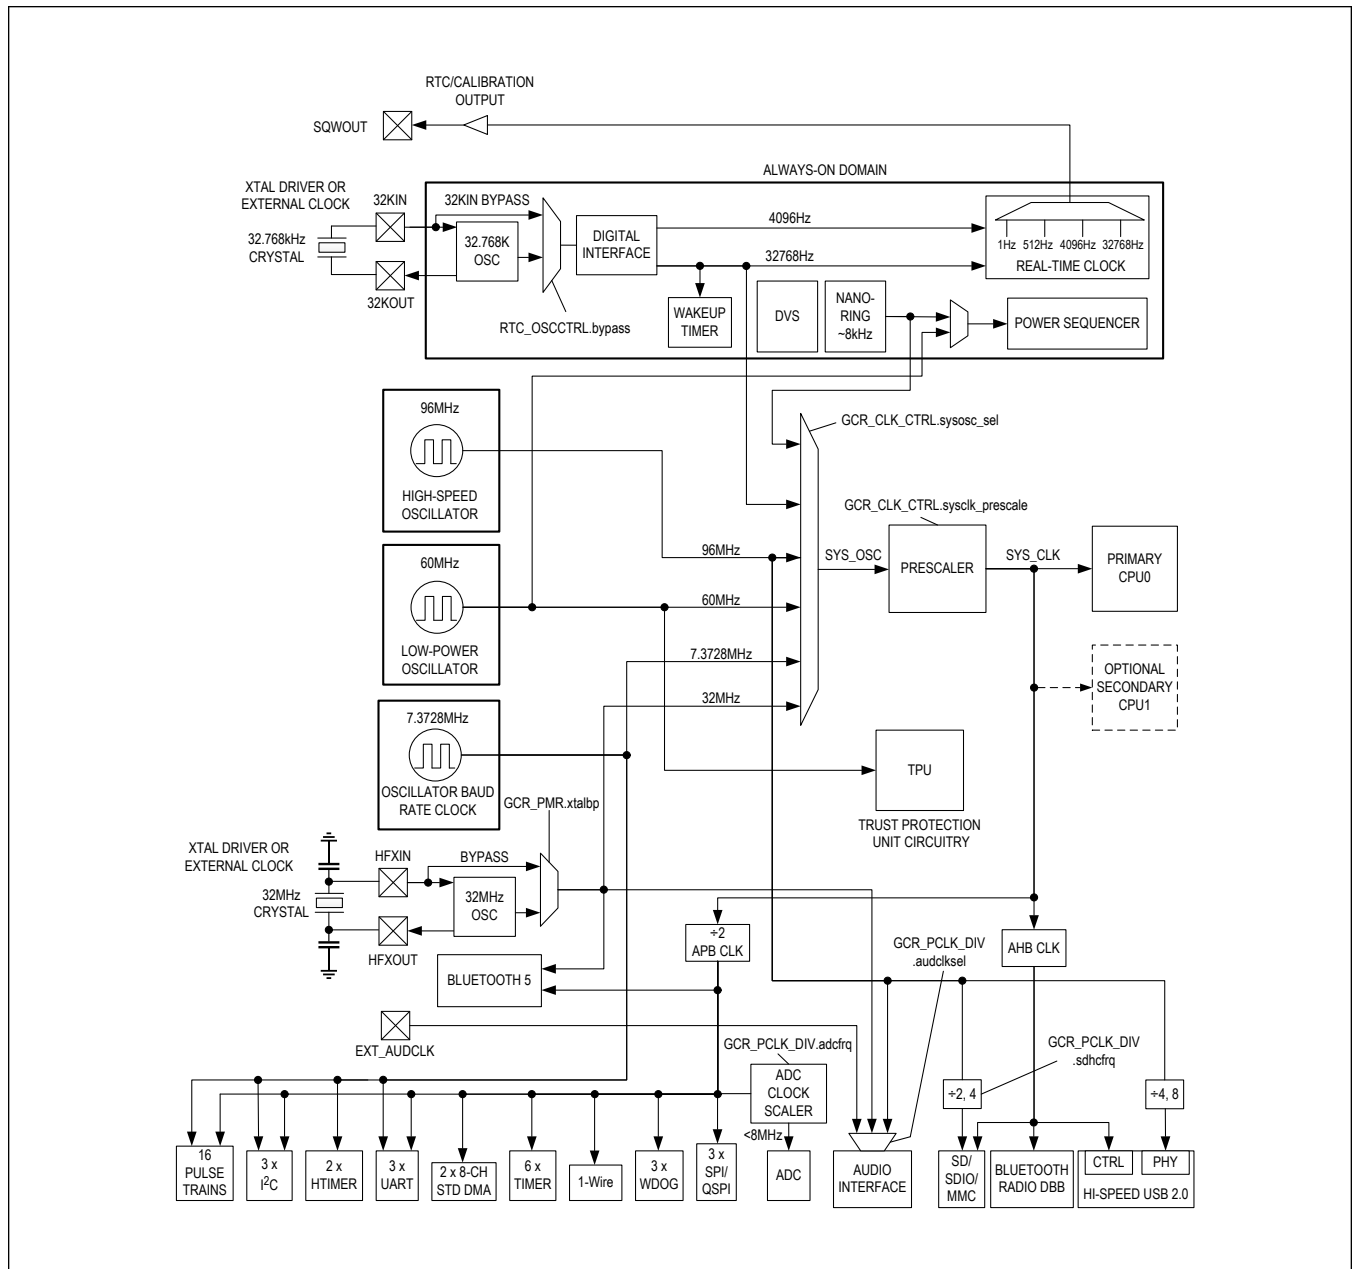 RTC/CALIBRATION
OUTPUT
SQWOUT
ALWAYS-ON DOMAIN
XTAL DRIVER OR
EXTERNAL CLOCK
32KIN
32KIN BYPASS
32.768kHz
CRYSTAL
32.768K
OSC
32KOUT
RTC_OSCCTRL.bypass
DIGITAL
INTERFACE
4096Hz
32768Hz
1Hz
512Hz
4096Hz
32768Hz
REAL-TIME CLOCK
WAKEUP
TIMER
DVS
NANO-
RING
~8kHz
POWER SEQUENCER
96MHz
HIGH-SPEED
OSCILLATOR
GCR_CLK_CTRL.sysosc_sel
GCR_CLK_CTRL.sysclk_prescale
96MHz
SYS_OSC
PRESCALER
SYS_CLK
PRIMARY
CPU0
60MHz
LOW-POWER
OSCILLATOR
60MHz
7.3728MHz
32MHz
OPTIONAL
SECONDARY
CPU1
7.3728MHz
OSCILLATOR BAUD
RATE CLOCK
GCR_PMR.xtalbp
TPU
TRUST PROTECTION
UNIT CIRCUITRY
XTAL DRIVER OR
EXTERNAL CLOCK
HFXIN
BYPASS
32MHz
CRYSTAL
32MHz
OSC
HFXOUT
÷2
APB CLK
GCR_PCLK_DIV
.audclksel
AHB CLK
BLUETOOTH 5
EXT_AUDCLK
GCR_PCLK_DIV.adcfrq
GCR_PCLK_DIV
.sdhcfrq
ADC
CLOCK
SCALER
÷2, 4
÷4, 8
<8MHz
16
PULSE
TRAINS
3 x
I²C
2 x
HTIMER
3 x
UART
2 x 8-CH
STD DMA
6 x
TIMER
1-Wire
3 x
WDOG
3 x
SPI/
QSPI
ADC
AUDIO
INTERFACE
SD/
SDIO/
MMC
BLUETOOTH
RADIO DBB
CTRL
PHY
HI-SPEED USB 2.0